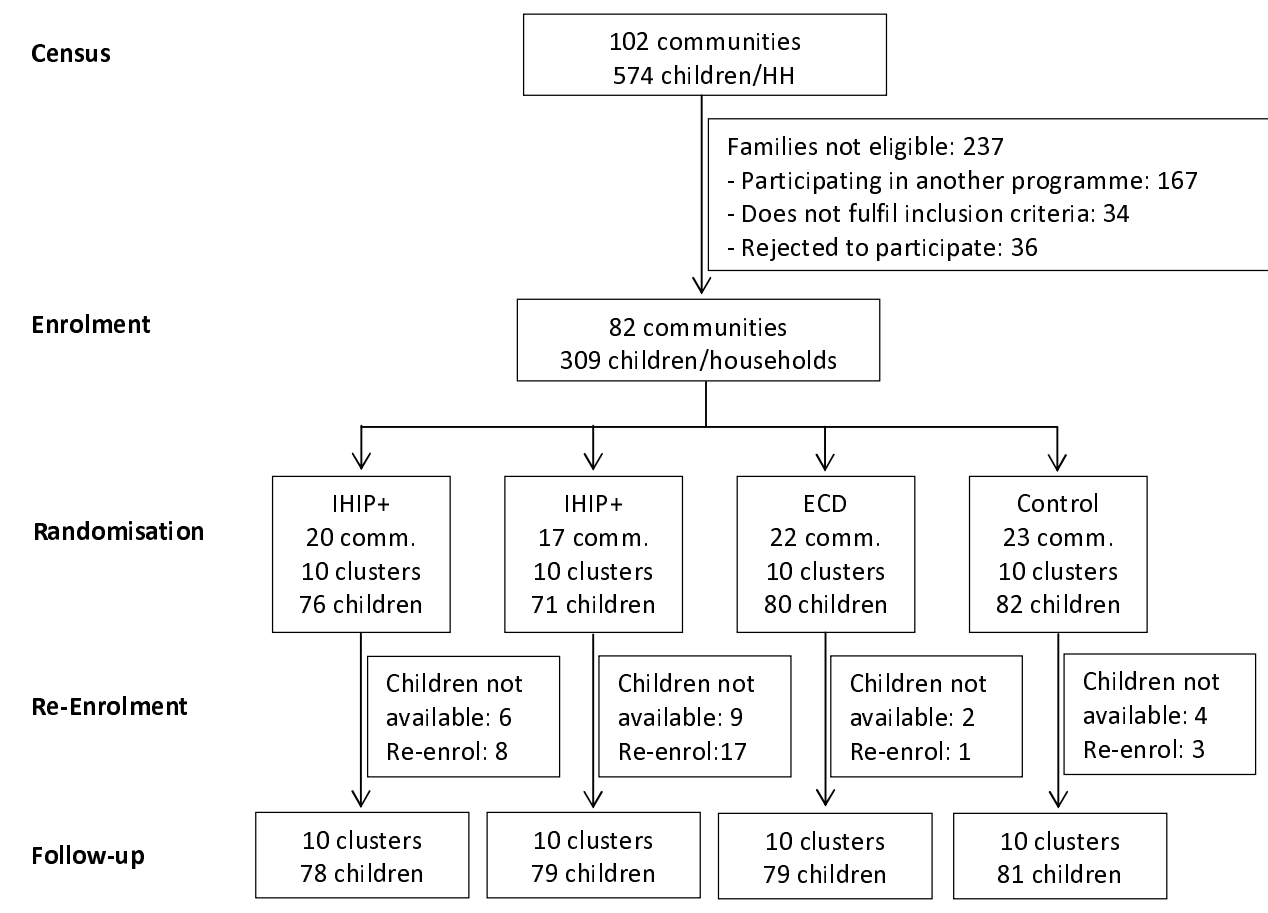 Census
102 communities
574 children/HH
Families not eligible: 237
- Participating in another programme: 167
- Does not fulfil inclusion criteria: 34
- Rejected to participate: 36
Enrolment
82 communities
309 children/households
Randomisation
IHIP+
20 comm.
10 clusters
76 children
IHIP+
17 comm.
10 clusters
71 children
ECD
22 comm.
10 clusters
80 children
Control
23 comm.
10 clusters
82 children
Re-Enrolment
Children not
available: 6
Re-enrol: 8
Children not
available: 9
Re-enrol:17
Children not
available: 2
Re-enrol: 1
Children not
available: 4
Re-enrol: 3
Follow-up
10 clusters
78 children
10 clusters
79 children
10 clusters
79 children
10 clusters
81 children